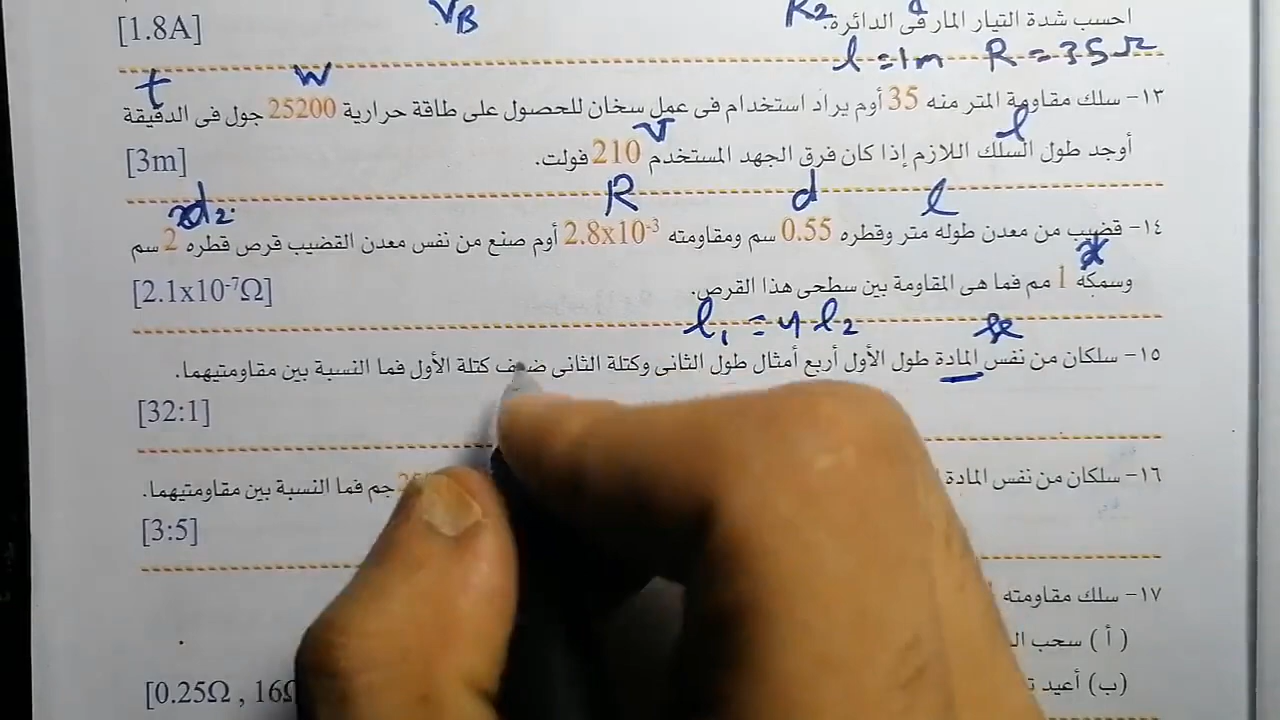 احسب شدة التيار المار فى الدائرة.
[1.8A]
V_B
R2
l = 1m R = 35 Ω
t W
١٣- سلك مقاومة المتر منه 35 أوم يراد استخدام فى عمل سخان للحصول على طاقة حرارية 25200 جول فى الدقيقة
V l
أوجد طول السلك اللازم إذا كان فرق الجهد المستخدم 210 فولت.
[3m]
d2 R d l
١٤- قضيب من معدن طوله متر وقطره 0.55 سم ومقاومته 2.8x10⁻³ أوم صنع من نفس معدن القضيب قرص قطره 2 سم
وسمكه 1 مم فما هى المقاومة بين سطحى هذا القرص.
[2.1x10⁻⁷Ω]
l1 = 4 l2
١٥- سلكان من نفس المادة طول الأول أربع أمثال طول الثانى وكتلة الثانى ضعف كتلة الأول فما النسبة بين مقاومتيهما.
[32:1]
١٦- سلكان من نفس المادة جم فما النسبة بين مقاومتيهما.
[3:5]
١٧- سلك مقاومته
(أ) سحب
(ب) أعيد
[0.25Ω , 16Ω